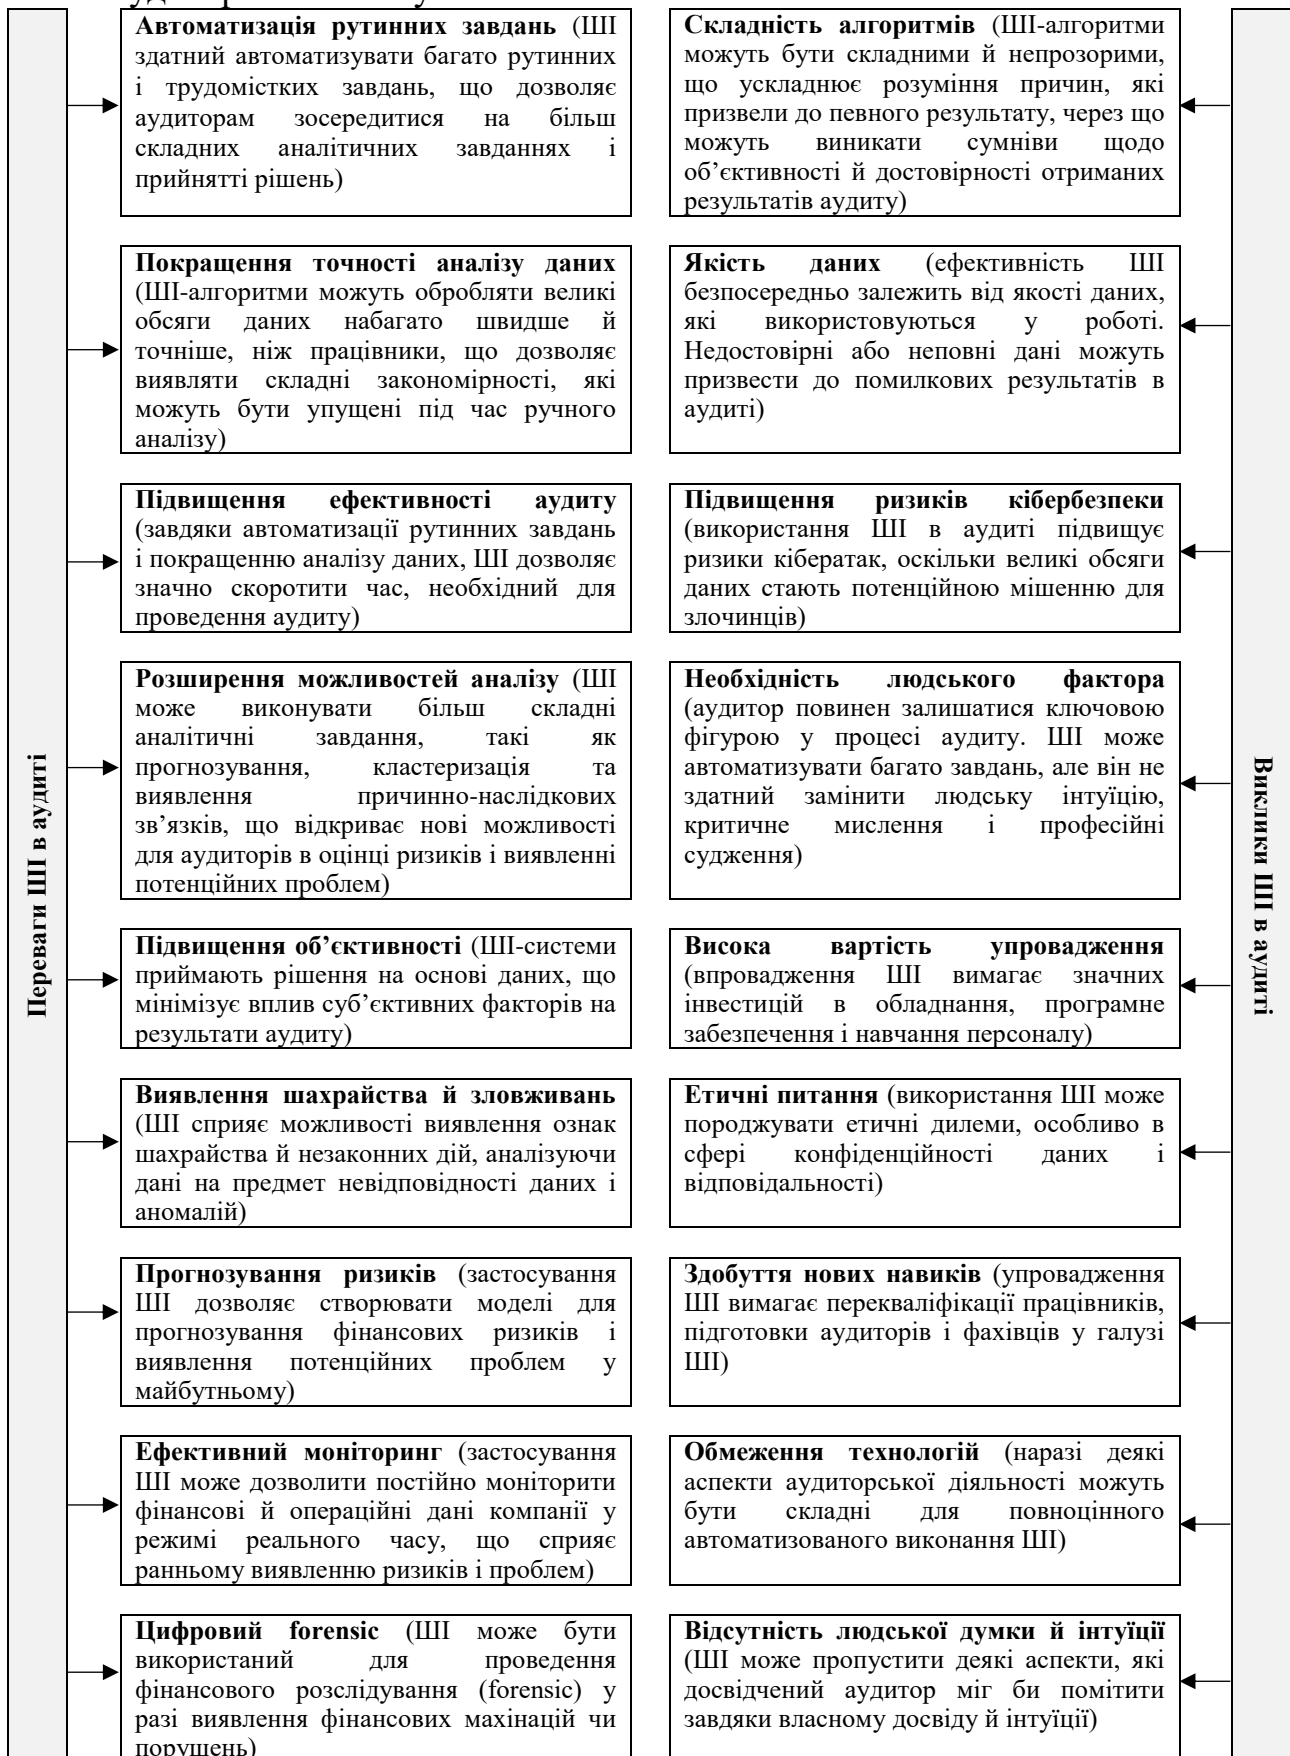 Переваги ШІ в аудиті
Автоматизація рутинних завдань (ШІ
здатний автоматизувати багато рутинних
і трудомістких завдань, що дозволяє
аудиторам зосередитися на більш
складних аналітичних завданнях і
прийнятті рішень)
Покращення точності аналізу даних
(ШІ-алгоритми можуть обробляти великі
обсяги даних набагато швидше й
точніше, ніж працівники, що дозволяє
виявляти складні закономірності, які
можуть бути упущені під час ручного
аналізу)
Підвищення ефективності аудиту
(завдяки автоматизації рутинних завдань
і покращенню аналізу даних, ШІ дозволяє
значно скоротити час, необхідний для
проведення аудиту)
Розширення можливостей аналізу (ШІ
може виконувати більш складні
аналітичні завдання, такі як
прогнозування, кластеризація та
виявлення причинно-наслідкових
зв’язків, що відкриває нові можливості
для аудиторів в оцінці ризиків і виявленні
потенційних проблем)
Підвищення об’єктивності (ШІ-системи
приймають рішення на основі даних, що
мінімізує вплив суб’єктивних факторів на
результати аудиту)
Виявлення шахрайства й зловживань
(ШІ сприяє можливості виявлення ознак
шахрайства й незаконних дій, аналізуючи
дані на предмет невідповідності даних і
аномалій)
Прогнозування ризиків (застосування
ШІ дозволяє створювати моделі для
прогнозування фінансових ризиків і
виявлення потенційних проблем у
майбутньому)
Ефективний моніторинг (застосування
ШІ може дозволити постійно моніторити
фінансові й операційні дані компанії у
режимі реального часу, що сприяє
ранньому виявленню ризиків і проблем)
Цифровий forensic (ШІ може бути
використаний для проведення
фінансового розслідування (forensic) у
разі виявлення фінансових махінацій чи
порушень)
Складність алгоритмів (ШІ-алгоритми
можуть бути складними й непрозорими,
що ускладнює розуміння причин, які
призвели до певного результату, через що
можуть виникати сумніви щодо
об’єктивності й достовірності отриманих
результатів аудиту)
Якість даних (ефективність ШІ
безпосередньо залежить від якості даних,
які використовуються у роботі.
Недостовірні або неповні дані можуть
призвести до помилкових результатів в
аудиті)
Підвищення ризиків кібербезпеки
(використання ШІ в аудиті підвищує
ризики кібератак, оскільки великі обсяги
даних стають потенційною мішенню для
злочинців)
Необхідність людського фактора
(аудитор повинен залишатися ключовою
фігурою у процесі аудиту. ШІ може
автоматизувати багато завдань, але він не
здатний замінити людську інтуїцію,
критичне мислення і професійні
судження)
Висока вартість упровадження
(впровадження ШІ вимагає значних
інвестицій в обладнання, програмне
забезпечення і навчання персоналу)
Етичні питання (використання ШІ може
породжувати етичні дилеми, особливо в
сфері конфіденційності даних і
відповідальності)
Здобуття нових навиків (упровадження
ШІ вимагає перекваліфікації працівників,
підготовки аудиторів і фахівців у галузі
ШІ)
Обмеження технологій (наразі деякі
аспекти аудиторської діяльності можуть
бути складні для повноцінного
автоматизованого виконання ШІ)
Відсутність людської думки й інтуїції
(ШІ може пропустити деякі аспекти, які
досвідчений аудитор міг би помітити
завдяки власному досвіду й інтуїції)
Виклики ШІ в аудиті